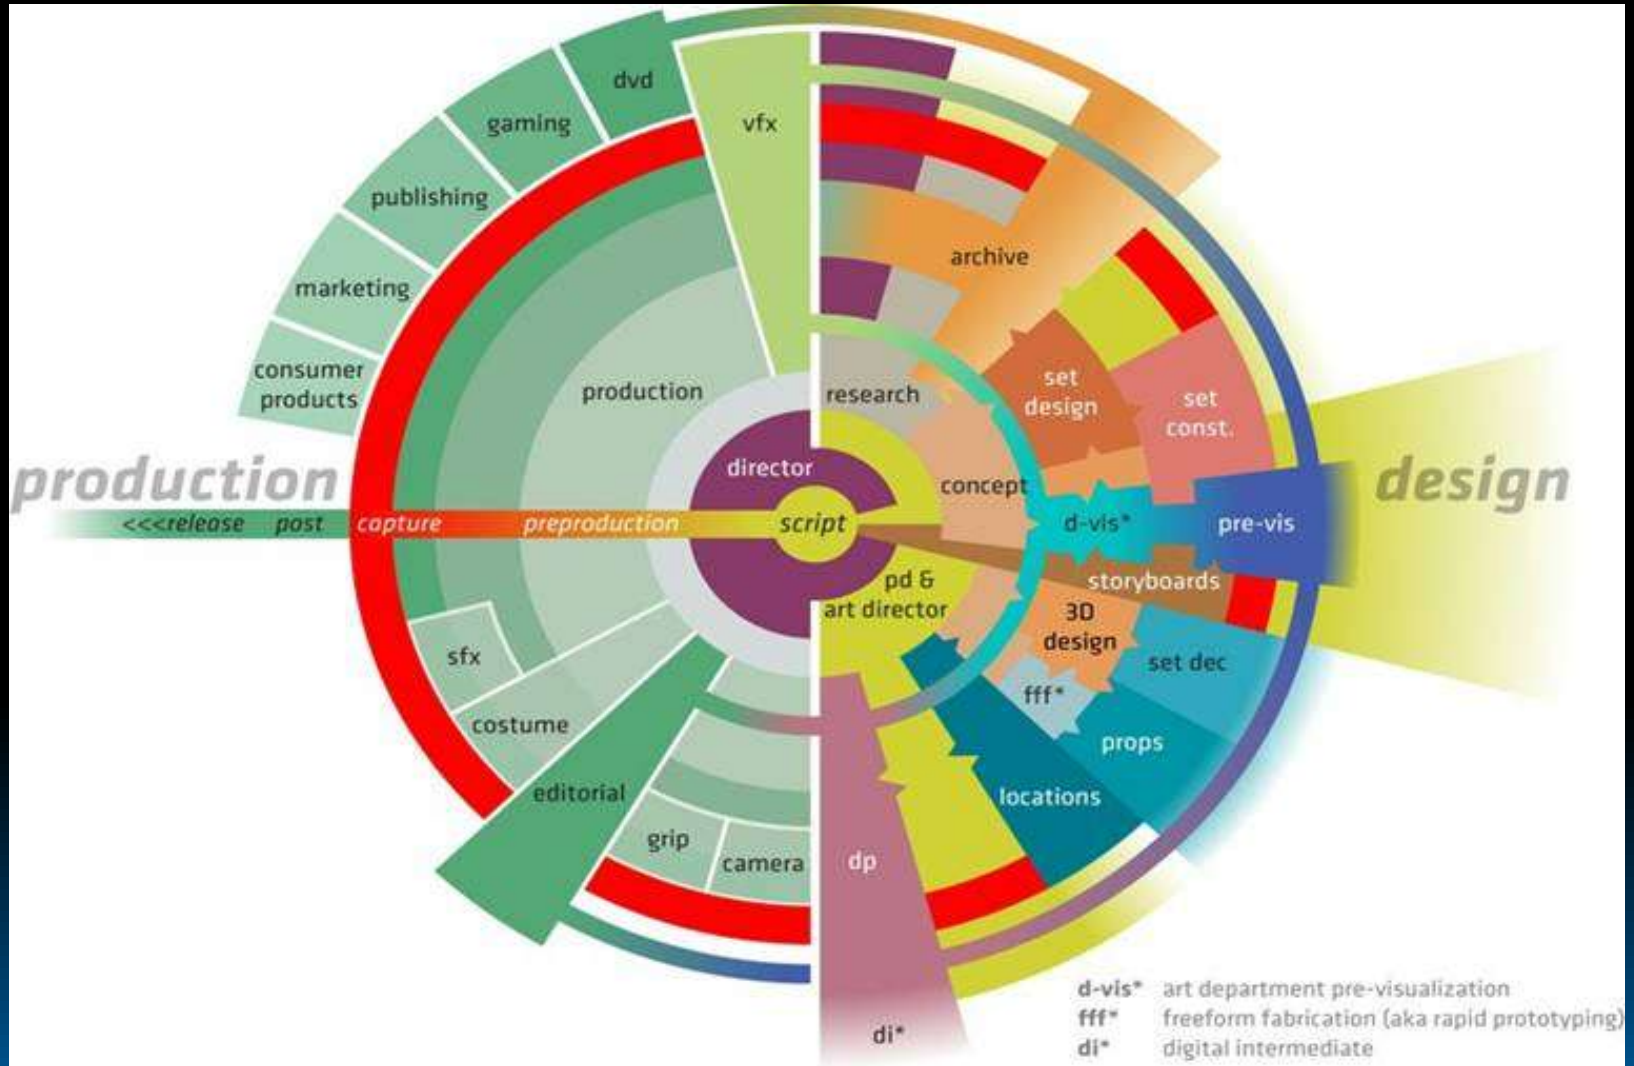 dvd
gaming
vfx
publishing
archive
marketing
consumer
products
production
research
set
design
set
const.
director
concept
production
design
<<<release post capture preproduction script
d-vis*
pre-vis
pd &
art director
storyboards
3D
design
sfx
set dec
fff*
costume
props
editorial
locations
grip
camera
dp
di*
d-vis* art department pre-visualization
fff* freeform fabrication (aka rapid prototyping)
di* digital intermediate